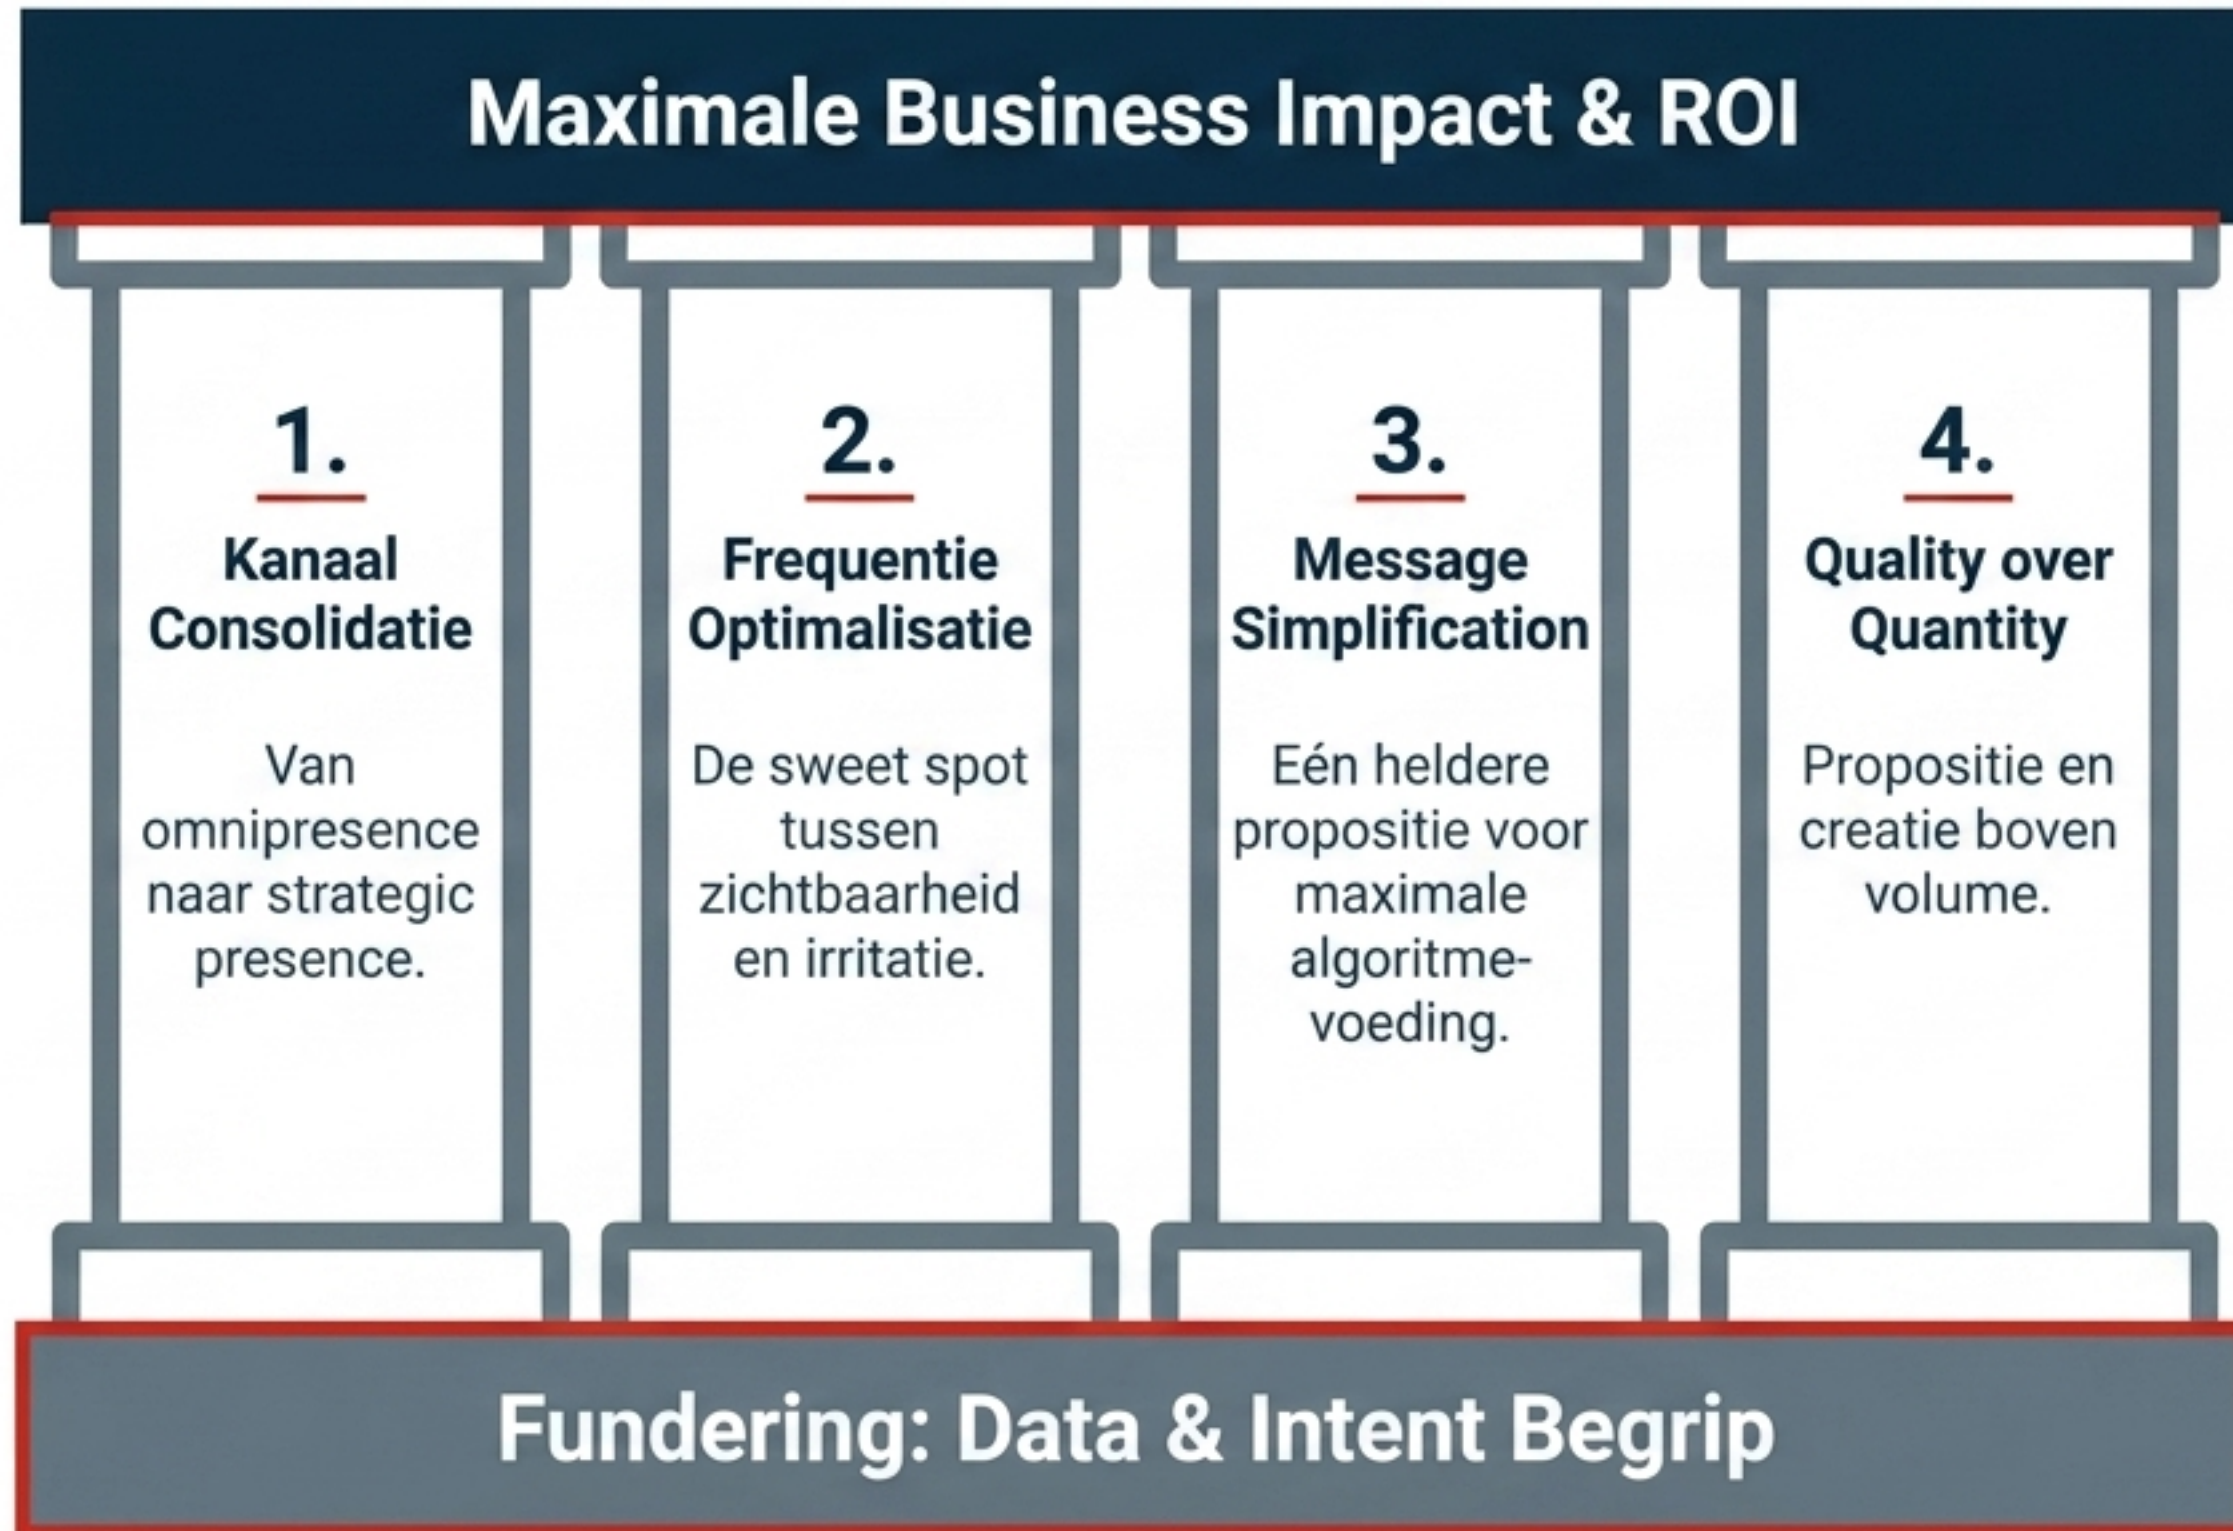 Maximale Business Impact & ROI
1.
Kanaal
Consolidatie
Van
omnipresence
naar strategic
presence.
2.
Frequentie
Optimalisatie
De sweet spot
tussen
zichtbaarheid
en irritatie.
3.
Message
Simplification
Eén heldere
propositie voor
maximale
algoritme-
voeding.
4.
Quality over
Quantity
Propositie en
creatie boven
volume.
Fundering: Data & Intent Begrip